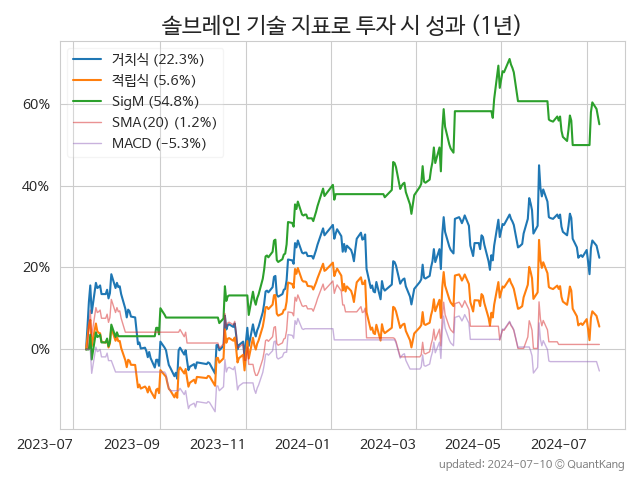 솔브레인 기술 지표로 투자 시 성과 (1년)
거치식 (22.3%)
적립식 (5.6%)
SigM (54.8%)
SMA(20) (1.2%)
MACD (−5.3%)
60%
40%
20%
0%
2023-07 2023-09 2023-11 2024-01 2024-03 2024-05 2024-07
updated: 2024-07-10 ⓒ QuantKang